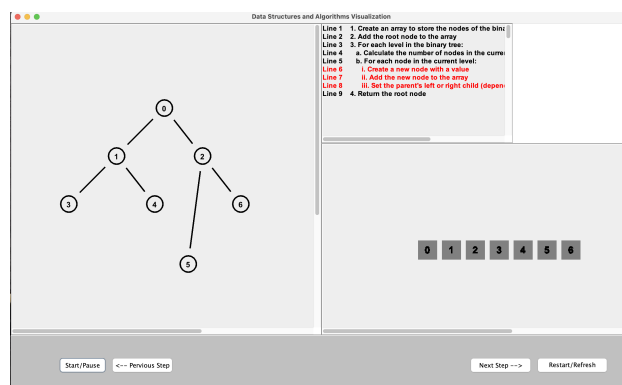 Data Structures and Algorithms Visualization
Line 1 1. Create an array to store the nodes of the bina
Line 2 2. Add the root node to the array
Line 3 3. For each level in the binary tree:
Line 4 a. Calculate the number of nodes in the curre
Line 5 b. For each node in the current level:
Line 6 i. Create a new node with a value
Line 7 ii. Add the new node to the array
Line 8 iii. Set the parent's left or right child (depen
Line 9 4. Return the root node
0
1 2
3 4 6
5
0 1 2 3 4 5 6
Start/Pause <-- Pervious Step Next Step --> Restart/Refresh